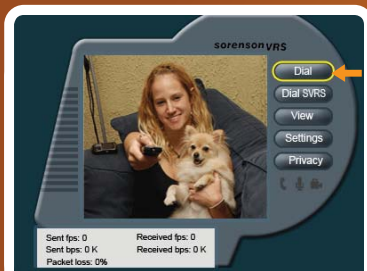 sorensonVRS
Dial
Dial SVRS
View
Settings
Privacy
Sent fps: 0 Received fps: 0
Sent bps: 0 K Received bps: 0 K
Packet loss: 0%